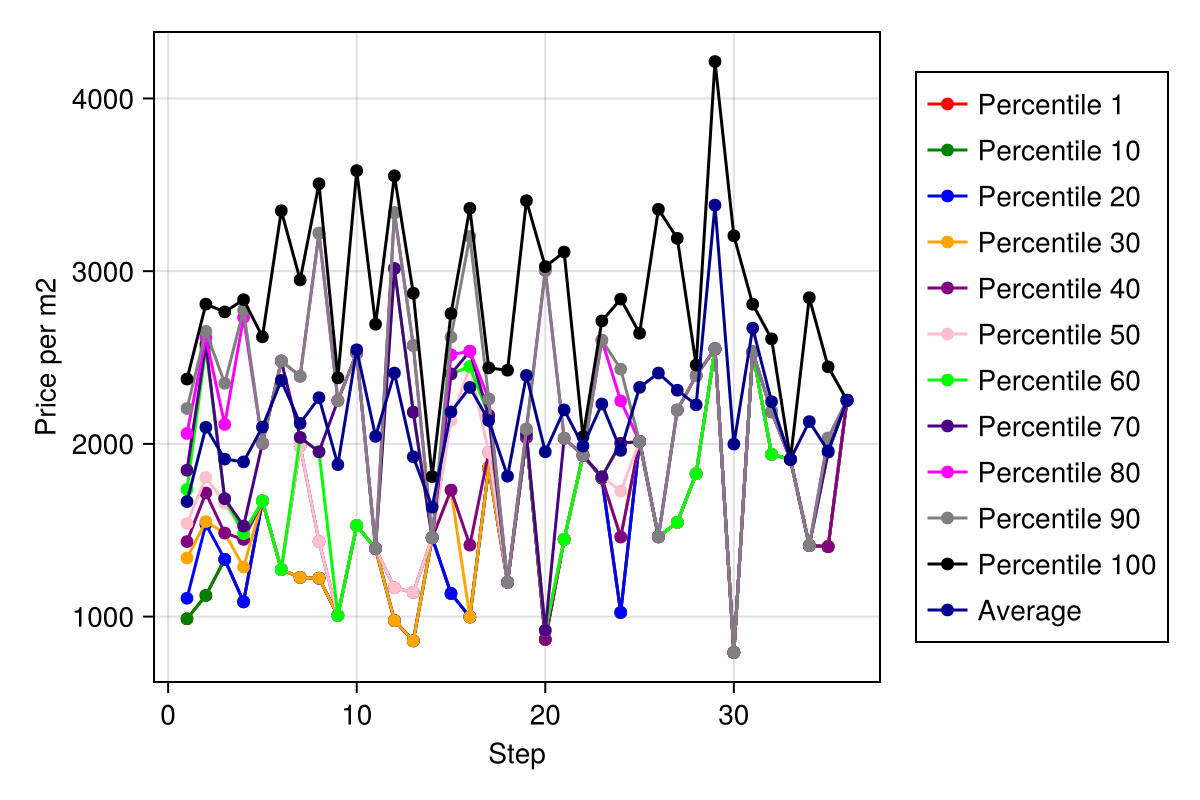 4000
3000
2000
1000
Price per m2
0 10 20 30
Step
Percentile 1
Percentile 10
Percentile 20
Percentile 30
Percentile 40
Percentile 50
Percentile 60
Percentile 70
Percentile 80
Percentile 90
Percentile 100
Average